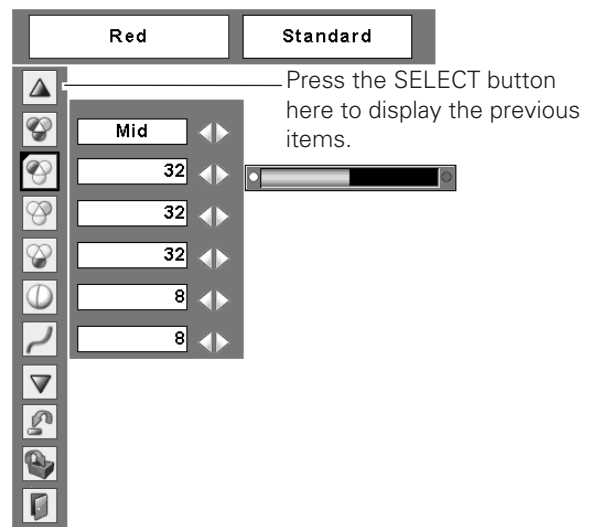 Red
Standard
Press the SELECT button
here to display the previous
items.
Mid
32
32
32
8
8